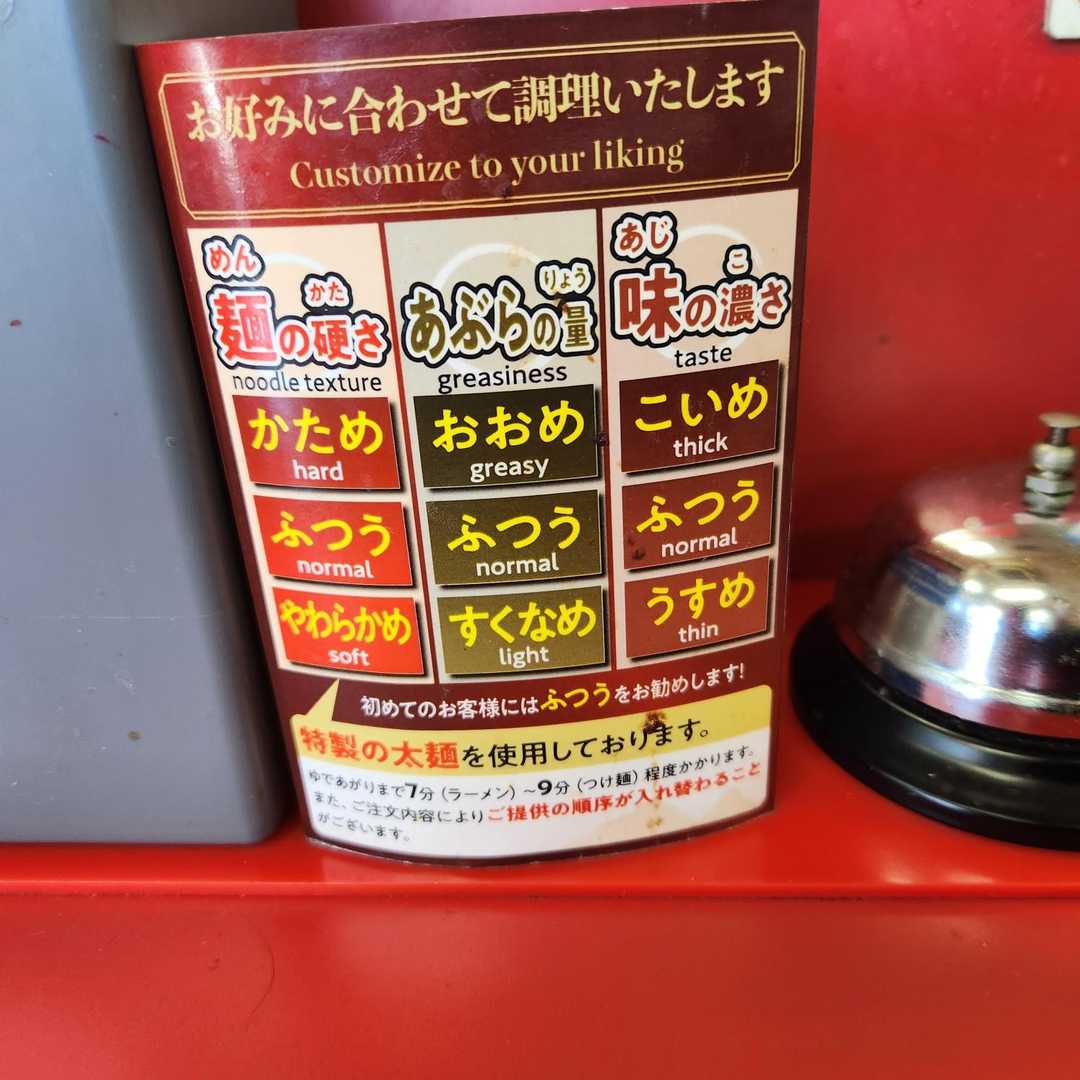 お好みに合わせて調理いたします
Customize to your liking
めん かた
麺の硬さ
noodle texture
かため
hard
ふつう
normal
やわらかめ
soft
りょう
あぶらの量
greasiness
おおめ
greasy
ふつう
normal
すくなめ
light
あじ こ
味の濃さ
taste
こいめ
thick
ふつう
normal
うすめ
thin
初めてのお客様にはふつうをお勧めします!
特製の太麺を使用しております。
ゆであがりまで7分（ラーメン）～9分（つけ麺）程度かかります。
また、ご注文内容によりご提供の順序が入れ替わること
がございます。